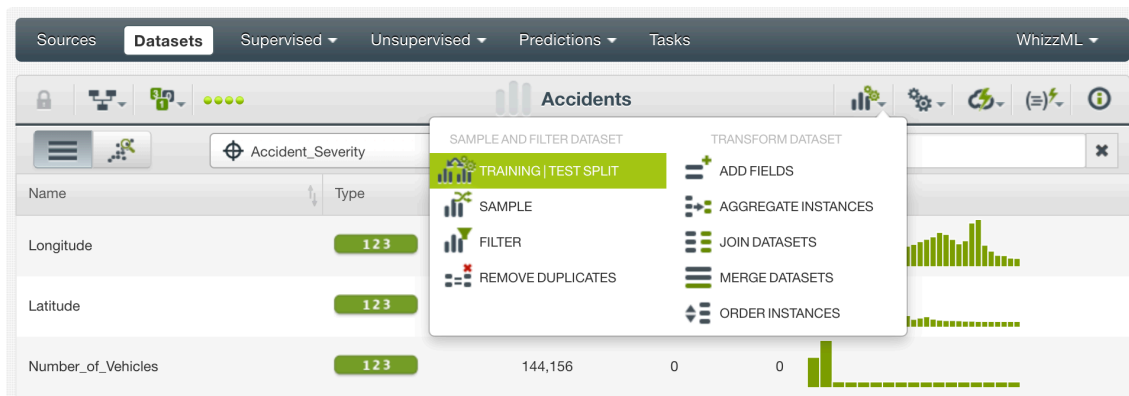 Sources Datasets Supervised Unsupervised Predictions Tasks WhizzML
Accidents
Accident_Severity
SAMPLE AND FILTER DATASET TRANSFORM DATASET
TRAINING | TEST SPLIT ADD FIELDS
SAMPLE AGGREGATE INSTANCES
FILTER JOIN DATASETS
REMOVE DUPLICATES MERGE DATASETS
ORDER INSTANCES
Name Type
Longitude 123
Latitude 123
Number_of_Vehicles 123 144,156 0 0